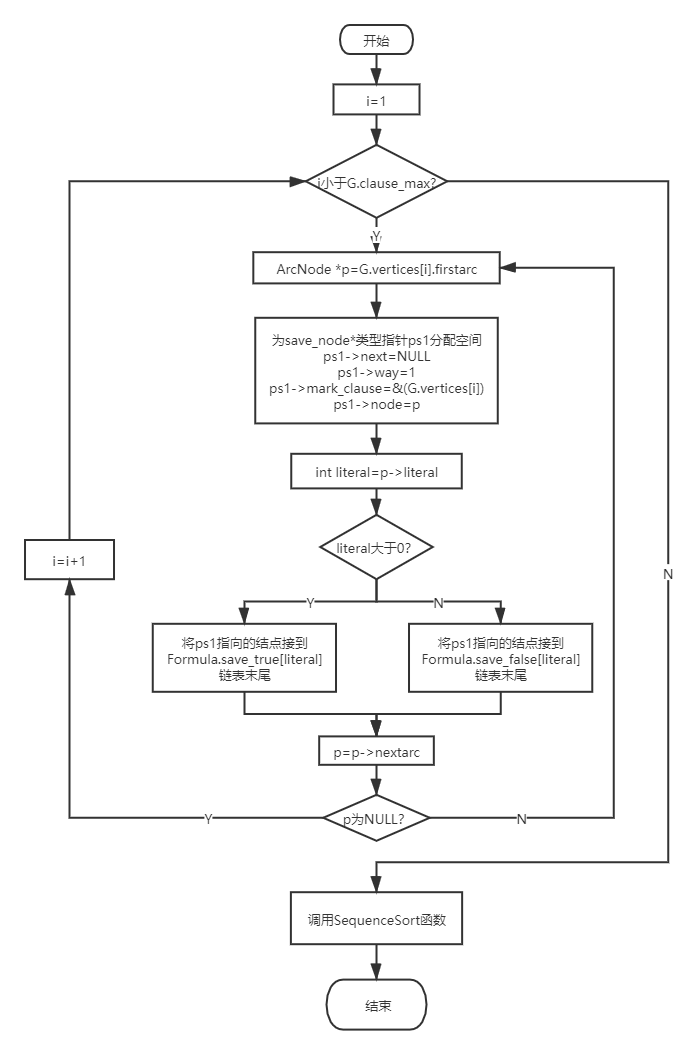 开始
i=1
i小于G.clause_max?
Y
ArcNode *p=G.vertices[i].firstarc
为save_node*类型指针ps1分配空间
ps1->next=NULL
ps1->way=1
ps1->mark_clause=&(G.vertices[i])
ps1->node=p
int literal=p->literal
literal大于0?
i=i+1
N
Y
N
将ps1指向的结点接到
Formula.save_true[literal]
链表末尾
将ps1指向的结点接到
Formula.save_false[literal]
链表末尾
p=p->nextarc
p为NULL?
Y
N
调用SequenceSort函数
结束